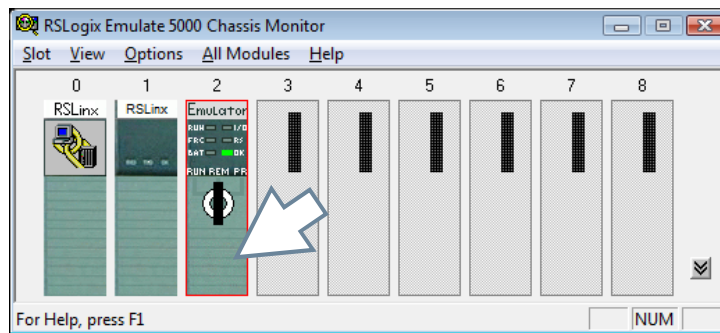 RSLogix Emulate 5000 Chassis Monitor
Slot View Options All Modules Help
0 1 2 3 4 5 6 7 8
RSLinx RSLinx Emulator
RUN I/O
FRC RS
BAT OK
RUN REM PR
For Help, press F1 NUM